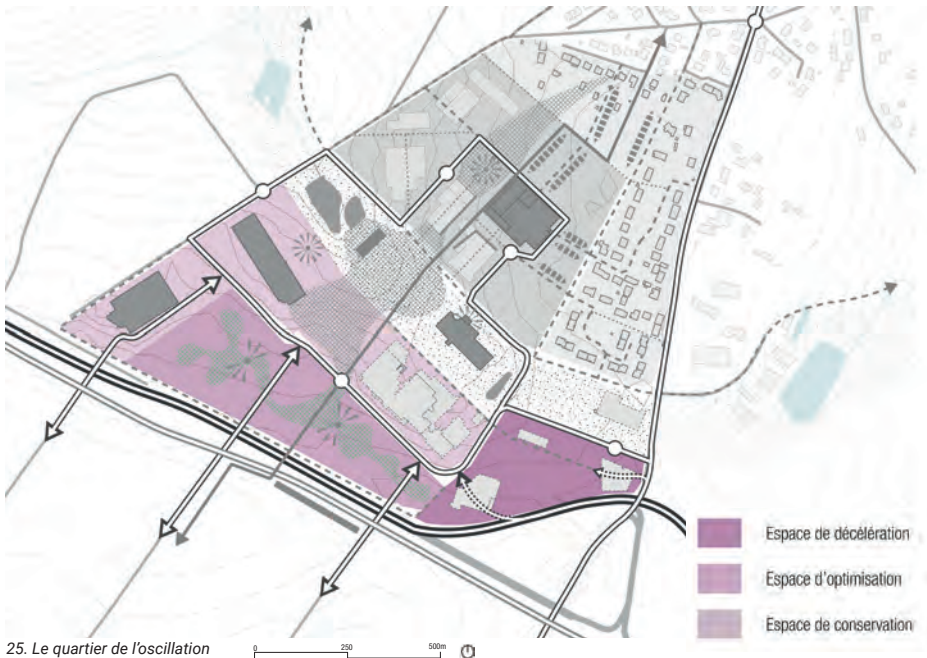 Espace de décélération
Espace d'optimisation
Espace de conservation
25. Le quartier de l'oscillation
0 250 500m